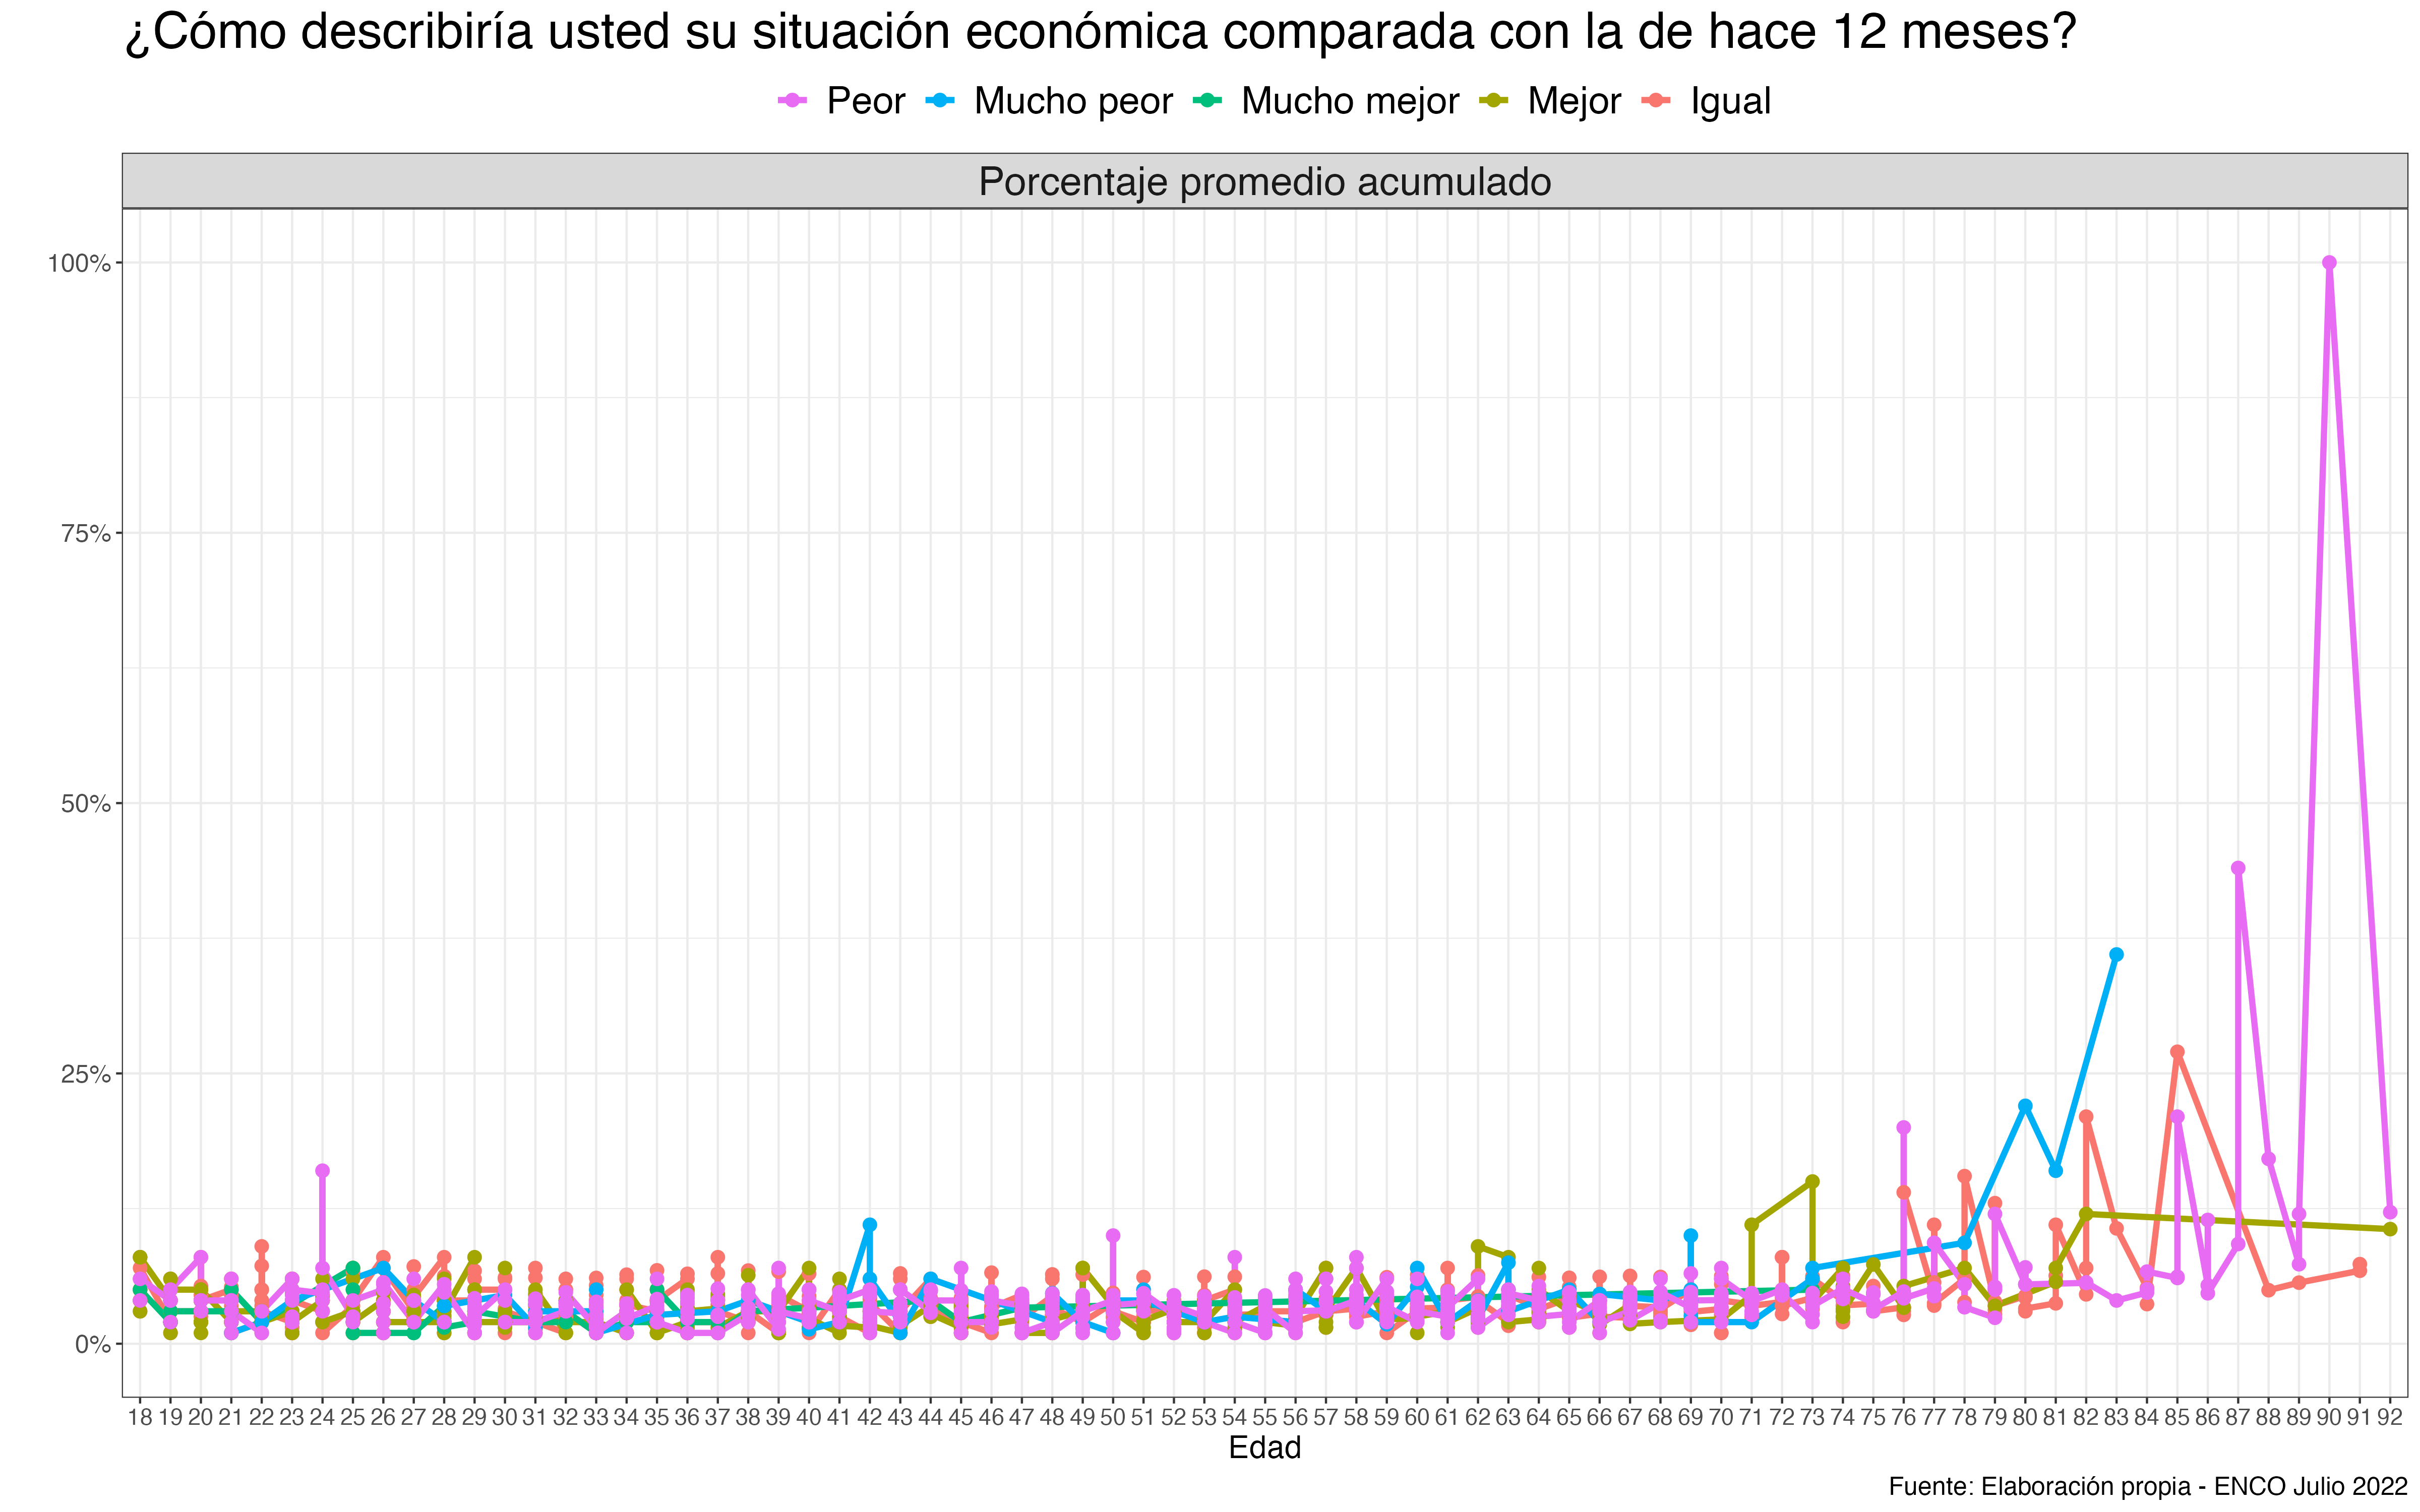 ¿Cómo describiría usted su situación económica comparada con la de hace 12 meses?
Peor Mucho peor Mucho mejor Mejor Igual
Porcentaje promedio acumulado
100%
75%
50%
25%
0%
18 19 20 21 22 23 24 25 26 27 28 29 30 31 32 33 34 35 36 37 38 39 40 41 42 43 44 45 46 47 48 49 50 51 52 53 54 55 56 57 58 59 60 61 62 63 64 65 66 67 68 69 70 71 72 73 74 75 76 77 78 79 80 81 82 83 84 85 86 87 88 89 90 91 92
Edad
Fuente: Elaboración propia - ENCO Julio 2022